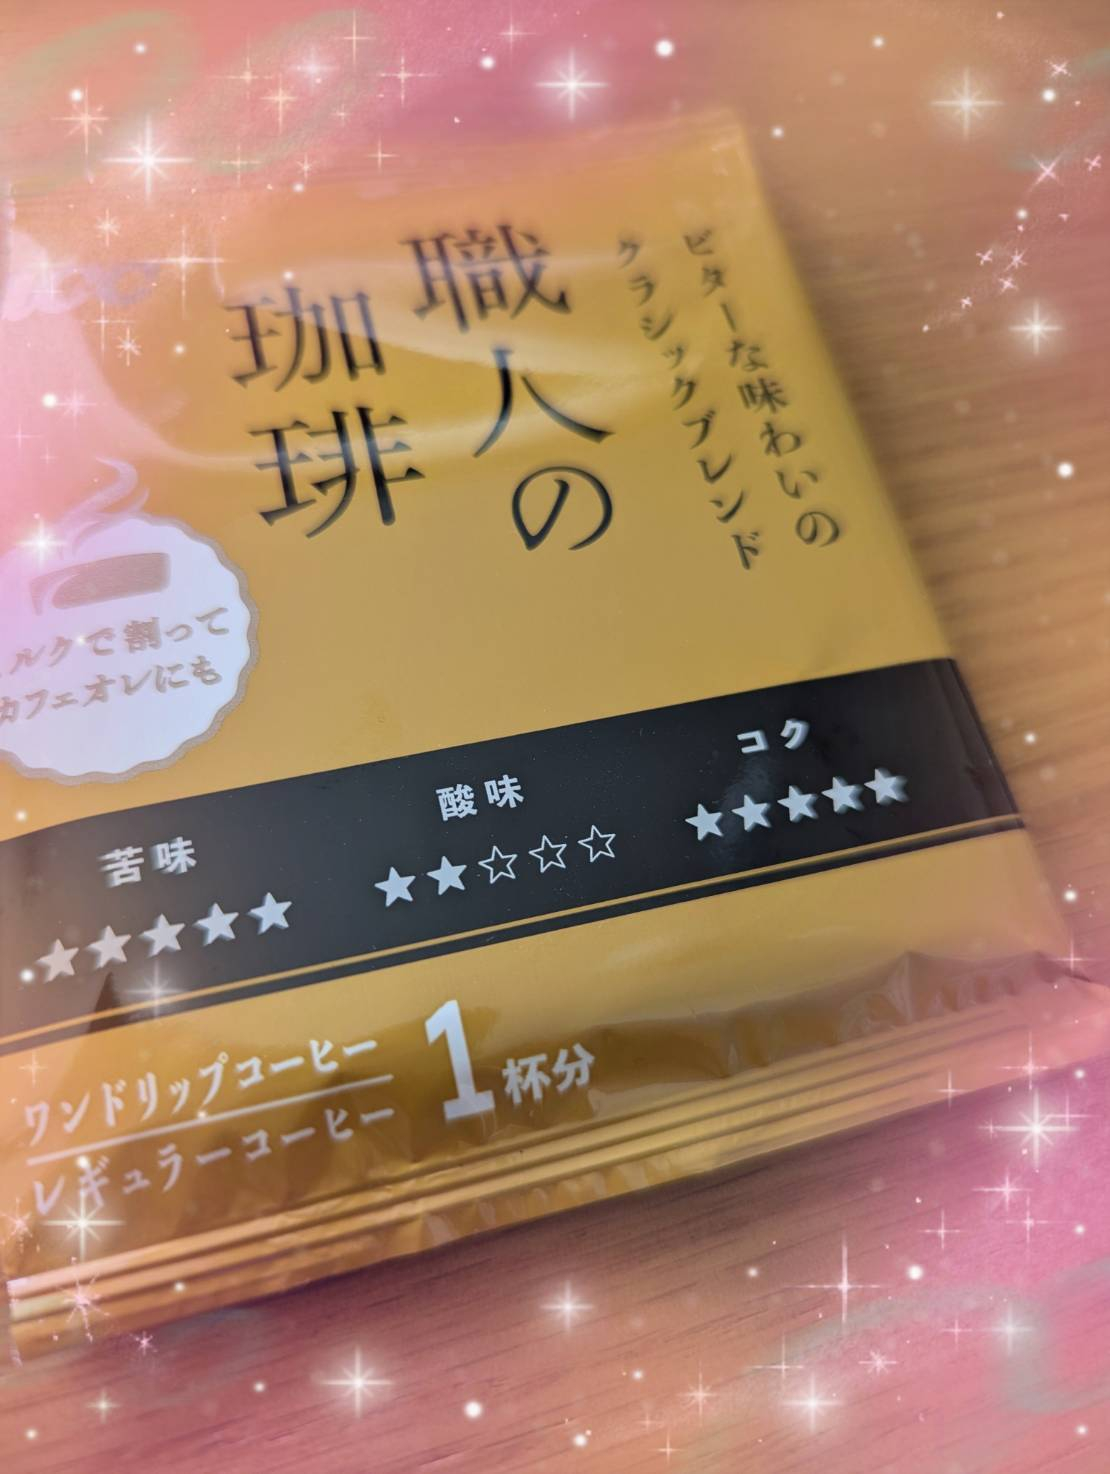 ビターな味わいの
クラシックブレンド
職人の
珈琲
ルクで割って
カフェオレにも
苦味
★★★★★
酸味
★★☆☆☆
コク
★★★★★
ワンドリップコーヒー
レギュラーコーヒー
1杯分